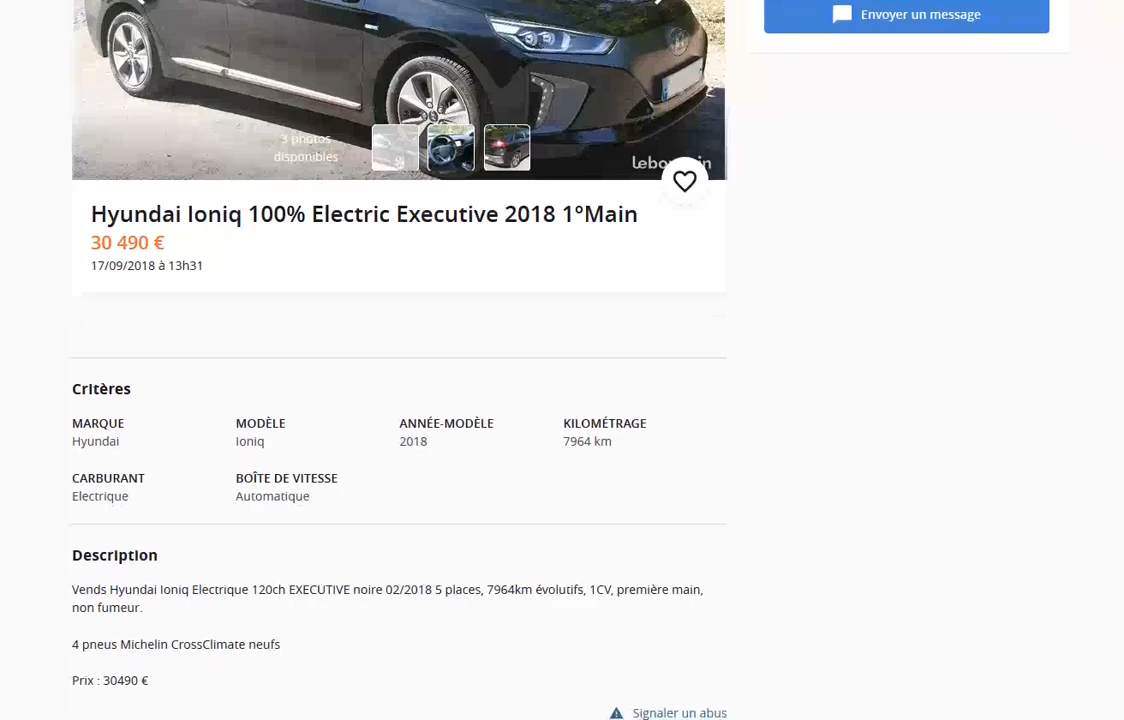 Envoyer un message
3 photos
disponibles
Hyundai Ioniq 100% Electric Executive 2018 1°Main
30 490 €
17/09/2018 à 13h31
Critères
MARQUE MODÈLE ANNÉE-MODÈLE KILOMÉTRAGE
Hyundai Ioniq 2018 7964 km
CARBURANT BOÎTE DE VITESSE
Electrique Automatique
Description
Vends Hyundai Ioniq Electrique 120ch EXECUTIVE noire 02/2018 5 places, 7964km évolutifs, 1CV, première main,
non fumeur.
4 pneus Michelin CrossClimate neufs
Prix : 30490 €
Signaler un abus